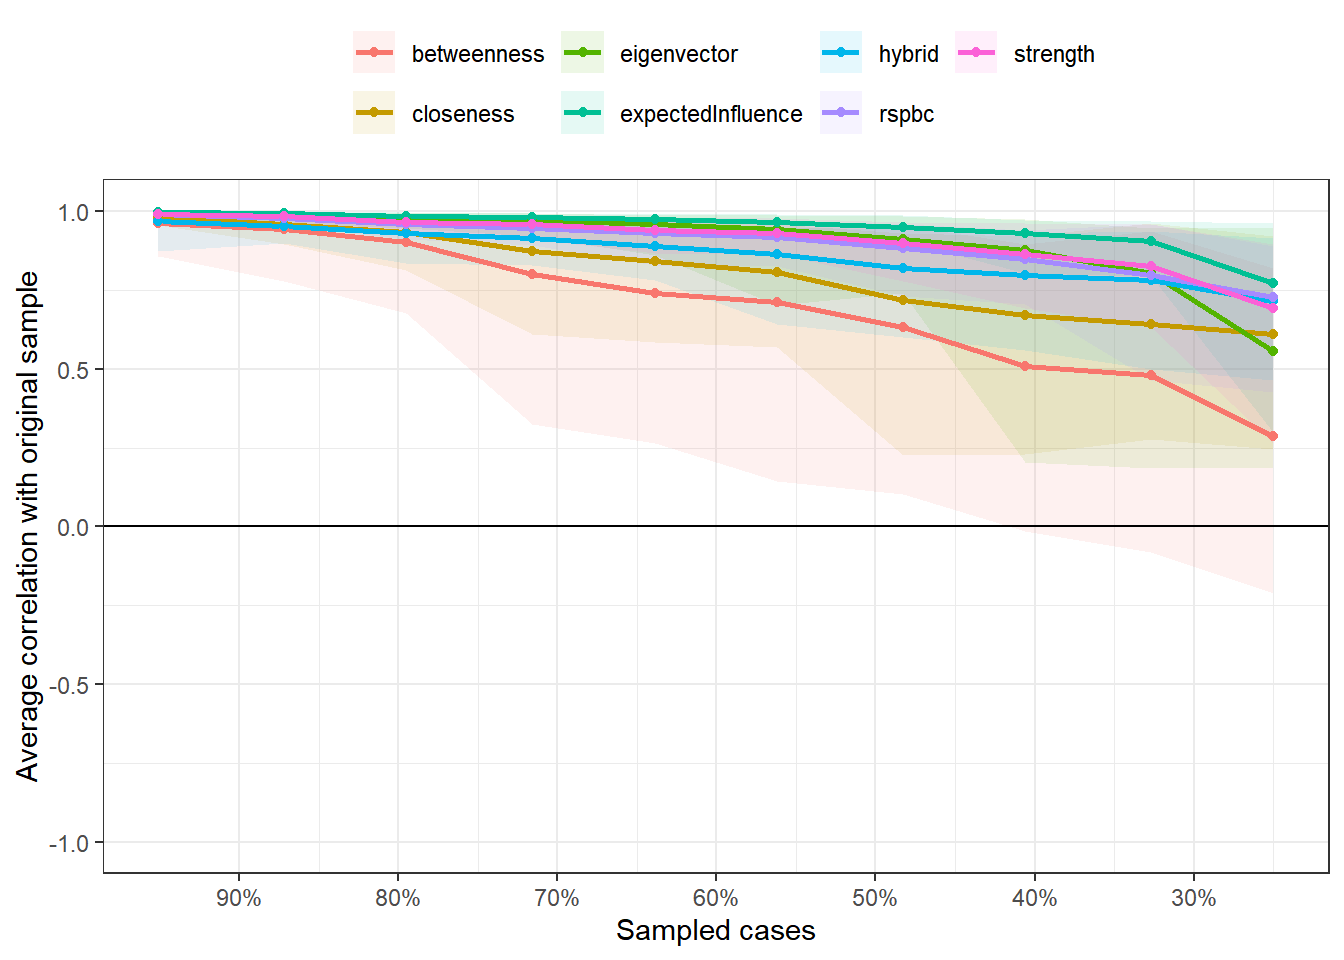 betweenness eigenvector hybrid strength
closeness expectedInfluence rspbc
1.0
0.5
0.0
-0.5
-1.0
Average correlation with original sample
90% 80% 70% 60% 50% 40% 30%
Sampled cases